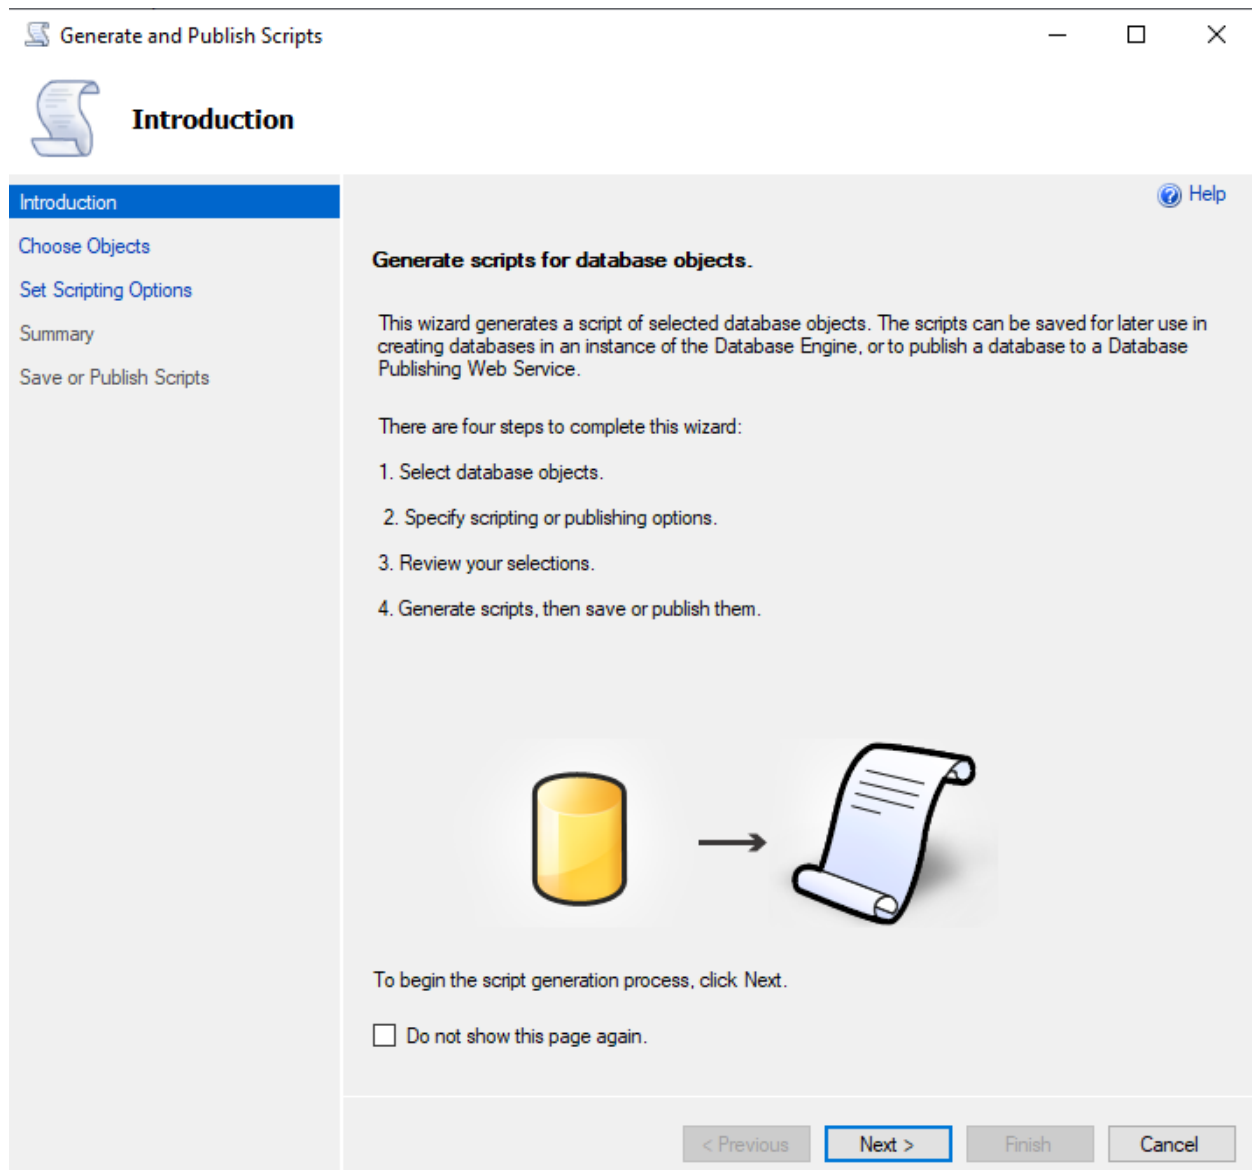 Generate and Publish Scripts
Introduction
Introduction
Choose Objects
Set Scripting Options
Summary
Save or Publish Scripts
Help
Generate scripts for database objects.
This wizard generates a script of selected database objects. The scripts can be saved for later use in
creating databases in an instance of the Database Engine, or to publish a database to a Database
Publishing Web Service.
There are four steps to complete this wizard:
1. Select database objects.
2. Specify scripting or publishing options.
3. Review your selections.
4. Generate scripts, then save or publish them.
To begin the script generation process, click Next.
Do not show this page again.
< Previous
Next >
Finish
Cancel